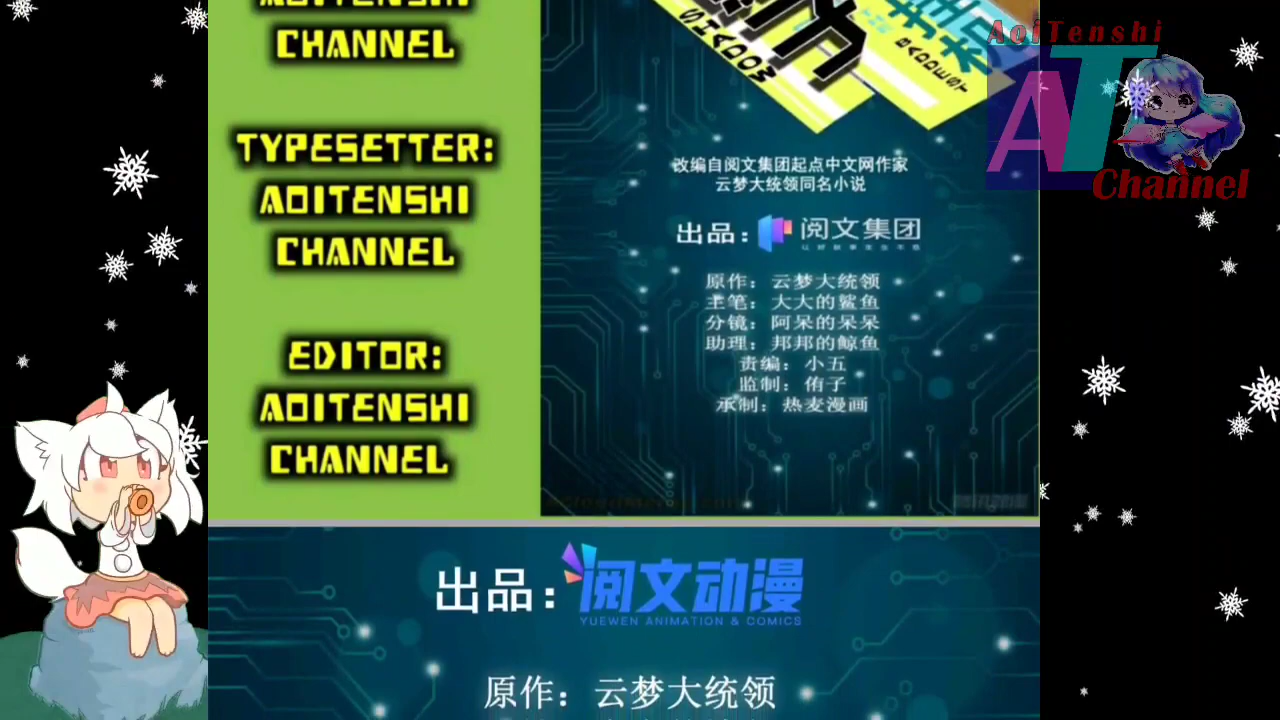 AOITENSHI
CHANNEL
TYPESETTER:
AOITENSHI
CHANNEL
EDITOR:
AOITENSHI
CHANNEL
SHADOW
BADDEST
改编自阅文集团起点中文网作家
云梦大统领同名小说
出品：阅文集团
原作：云梦大统领
主笔：大大的鲨鱼
分镜：阿呆的呆呆
助理：邦邦的鲸鱼
责编：小五
监制：侑子
承制：热麦漫画
AoiTenshi
AT
Channel
出品：阅文动漫
YUEWEN ANIMATION & COMICS
原作：云梦大统领